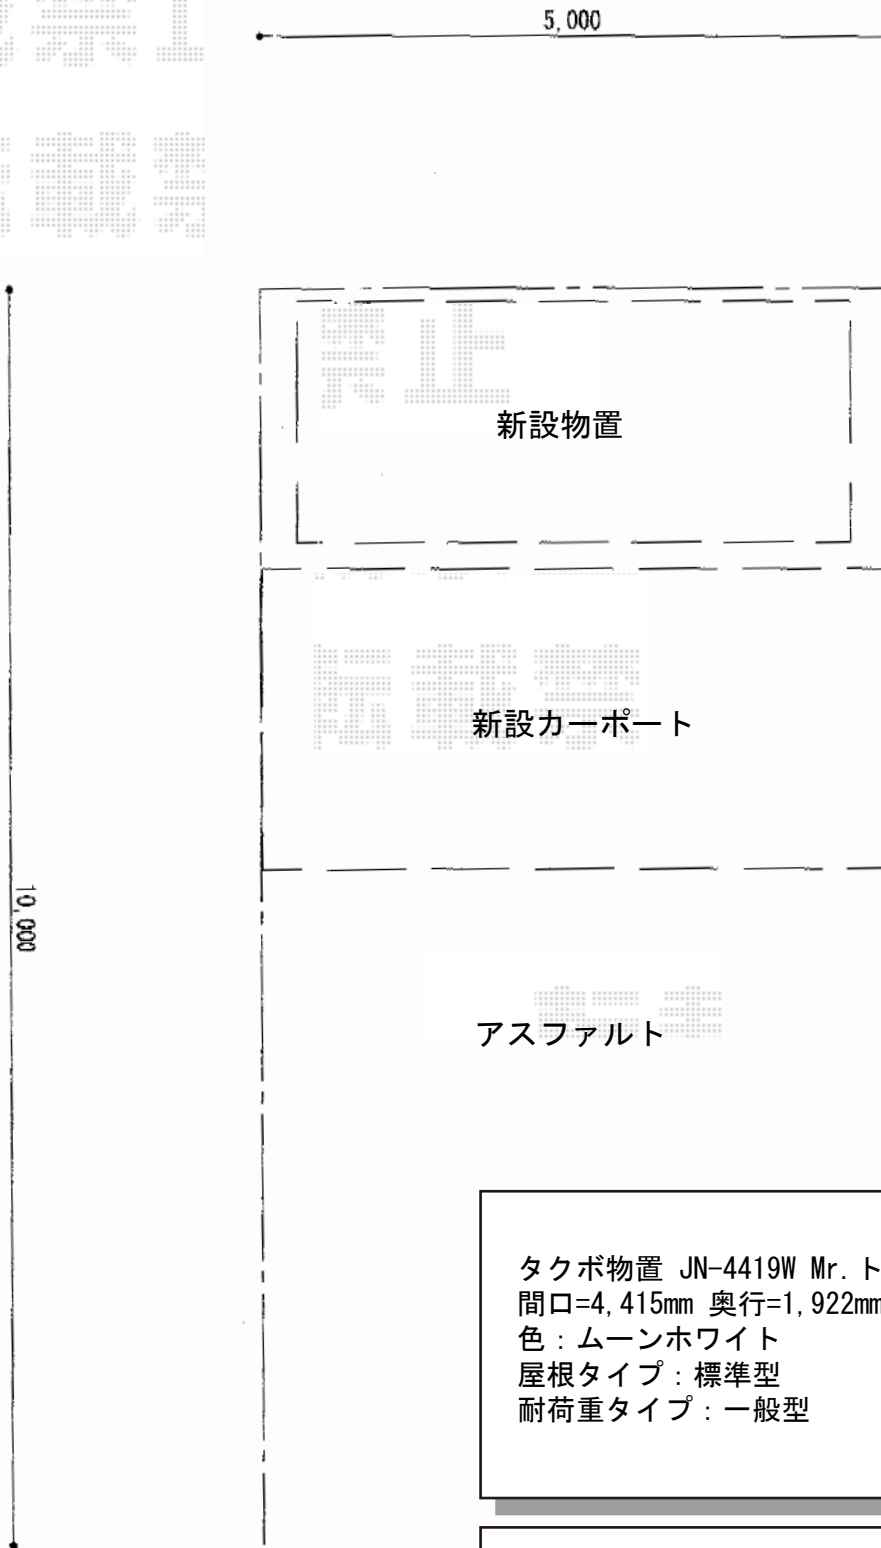 5,000
新設物置
新設カーポート
10,000
アスファルト
タクボ物置 JN-4419W Mr.ト
間口=4,415mm 奥行=1,922mm
色：ムーンホワイト
屋根タイプ：標準型
耐荷重タイプ：一般型